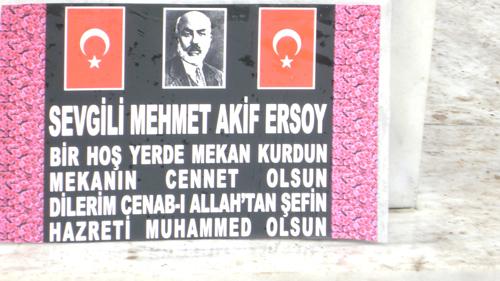 SEVGİLİ MEHMET AKİF ERSOY
BİR HOŞ YERDE MEKAN KURDUN
MEKANIN CENNET OLSUN
DİLERİM CENAB-I ALLAH'TAN ŞEFİN
HAZRETİ MUHAMMED OLSUN